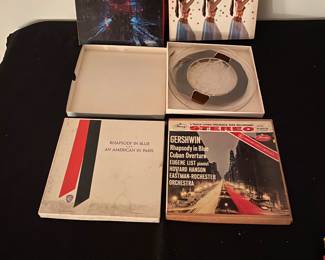 RHAPSODY IN BLUE
AN AMERICAN IN PARIS
STEREO
GERSHWIN
Rhapsody in Blue
Cuban Overture
EUGENE LIST pianist
HOWARD HANSON
EASTMAN-ROCHESTER
ORCHESTRA